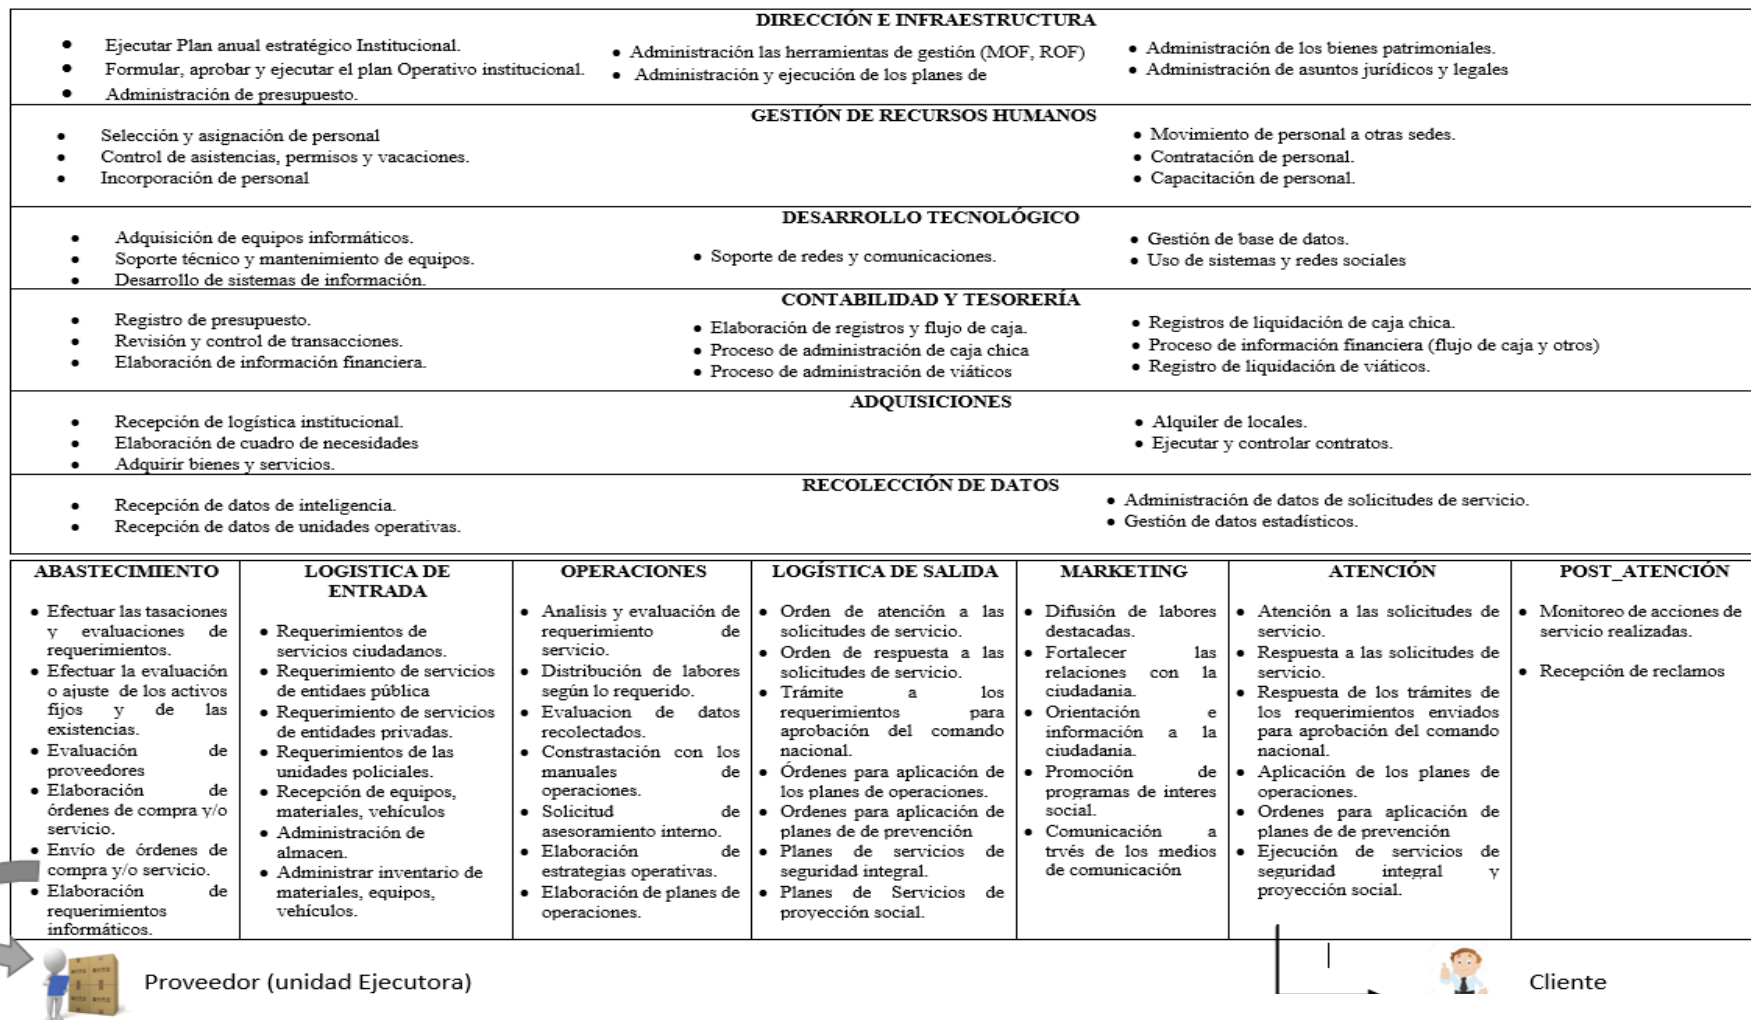 DIRECCIÓN E INFRAESTRUCTURA
• Ejecutar Plan anual estratégico Institucional.
• Formular, aprobar y ejecutar el plan Operativo institucional.
• Administración de presupuesto.
• Administración las herramientas de gestión (MOF, ROF)
• Administración y ejecución de los planes de
• Administración de los bienes patrimoniales.
• Administración de asuntos jurídicos y legales
GESTIÓN DE RECURSOS HUMANOS
• Selección y asignación de personal
• Control de asistencias, permisos y vacaciones.
• Incorporación de personal
• Movimiento de personal a otras sedes.
• Contratación de personal.
• Capacitación de personal.
DESARROLLO TECNOLÓGICO
• Adquisición de equipos informáticos.
• Soporte técnico y mantenimiento de equipos.
• Desarrollo de sistemas de información.
• Soporte de redes y comunicaciones.
• Gestión de base de datos.
• Uso de sistemas y redes sociales
CONTABILIDAD Y TESORERÍA
• Registro de presupuesto.
• Revisión y control de transacciones.
• Elaboración de información financiera.
• Elaboración de registros y flujo de caja.
• Proceso de administración de caja chica
• Proceso de administración de viáticos
• Registros de liquidación de caja chica.
• Proceso de información financiera (flujo de caja y otros)
• Registro de liquidación de viáticos.
ADQUISICIONES
• Recepción de logística institucional.
• Elaboración de cuadro de necesidades
• Adquirir bienes y servicios.
• Alquiler de locales.
• Ejecutar y controlar contratos.
RECOLECCIÓN DE DATOS
• Recepción de datos de inteligencia.
• Recepción de datos de unidades operativas.
• Administración de datos de solicitudes de servicio.
• Gestión de datos estadísticos.
ABASTECIMIENTO
• Efectuar las tasaciones
y evaluaciones de
requerimientos.
• Efectuar la evaluación
o ajuste de los activos
fijos y de las
existencias.
• Evaluación de
proveedores
• Elaboración de
órdenes de compra y/o
servicio.
• Envío de órdenes de
compra y/o servicio.
• Elaboración de
requerimientos
informáticos.
LOGISTICA DE
ENTRADA
• Requerimientos de
servicios ciudadanos.
• Requerimiento de servicios
de entidaes pública
• Requerimiento de servicios
de entidades privadas.
• Requerimientos de las
unidades policiales.
• Recepción de equipos,
materiales, vehículos
• Administración de
almacen.
• Administrar inventario de
materiales, equipos,
vehículos.
OPERACIONES
• Analisis y evaluación de
requerimiento de
servicio.
• Distribución de labores
según lo requerido.
• Evaluacion de datos
recolectados.
• Constrastación con los
manuales de
operaciones.
• Solicitud de
asesoramiento interno.
• Elaboración de
estrategias operativas.
• Elaboración de planes de
operaciones.
LOGÍSTICA DE SALIDA
• Orden de atención a las
solicitudes de servicio.
• Orden de respuesta a las
solicitudes de servicio.
• Trámite a los
requerimientos para
aprobación del comando
nacional.
• Órdenes para aplicación de
los planes de operaciones.
• Ordenes para aplicación de
planes de de prevención
• Planes de servicios de
seguridad integral.
• Planes de Servicios de
proyección social.
MARKETING
• Difusión de labores
destacadas.
• Fortalecer las
relaciones con la
ciudadania.
• Orientación e
información a la
ciudadania.
• Promoción de
programas de interes
social.
• Comunicación a
trvés de los medios
de comunicación
ATENCIÓN
• Atención a las solicitudes de
servicio.
• Respuesta a las solicitudes de
servicio.
• Respuesta de los trámites de
los requerimientos enviados
para aprobación del comando
nacional.
• Aplicación de los planes de
operaciones.
• Ordenes para aplicación de
planes de de prevención
• Ejecución de servicios de
seguridad integral y
proyección social.
POST_ATENCIÓN
• Monitoreo de acciones de
servicio realizadas.
• Recepción de reclamos
Proveedor (unidad Ejecutora)
Cliente